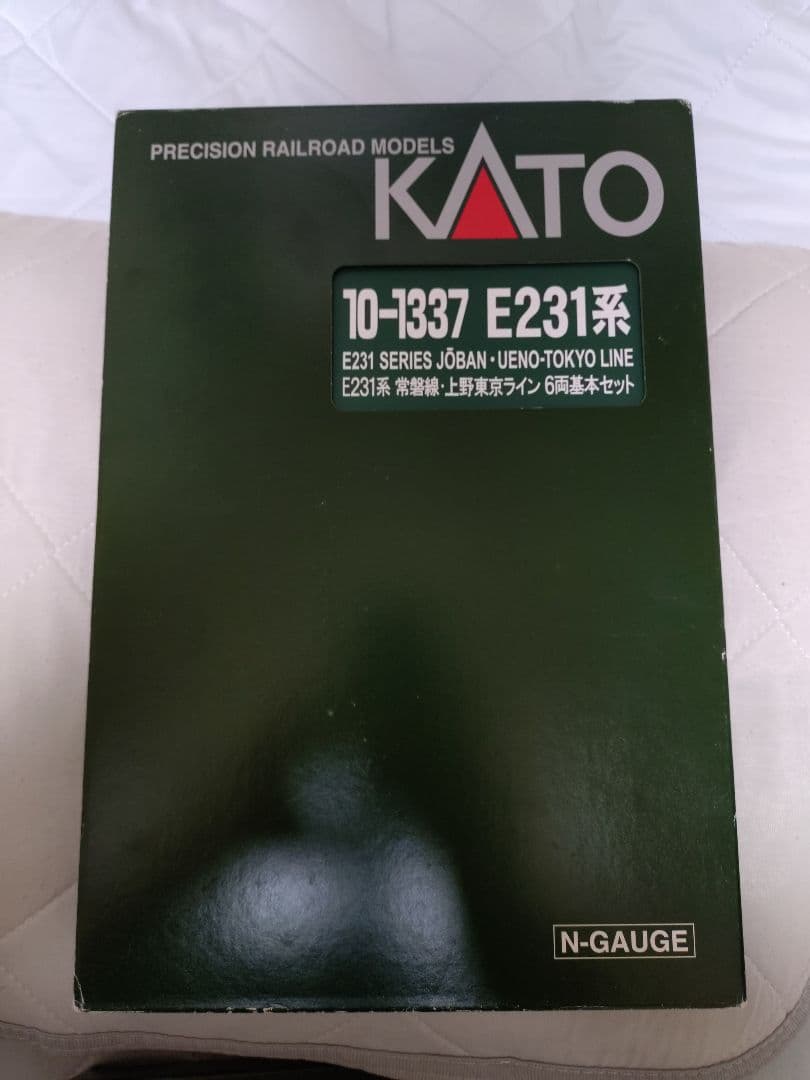 PRECISION RAILROAD MODELS
KATO
10-1337 E231系
E231 SERIES JŌBAN・UENO-TOKYO LINE
E231系 常磐線・上野東京ライン 6両基本セット
N-GAUGE